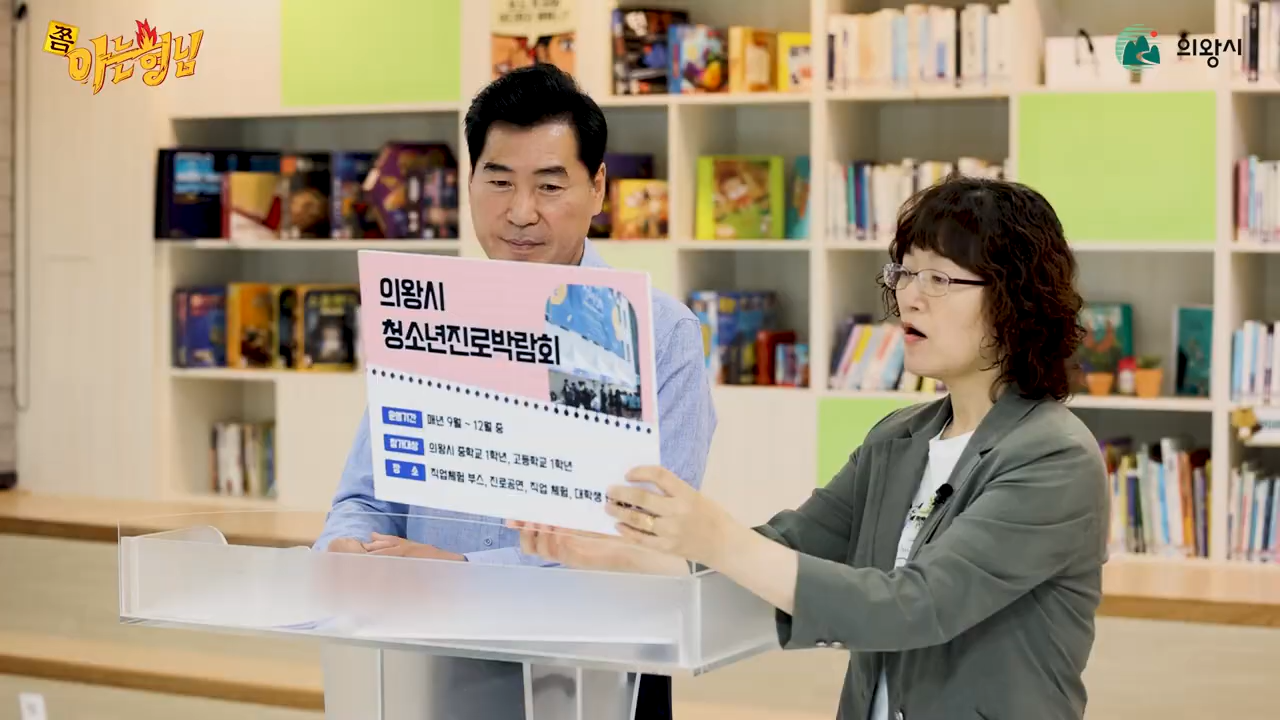 쫌
아는형님
의왕시
의왕시
청소년진로박람회
운영기간 매년 9월 ~ 12월 중
참가대상 의왕시 중학교 1학년, 고등학교 1학년
장 소 직업체험 부스, 진로공연, 직업 체험, 대학생